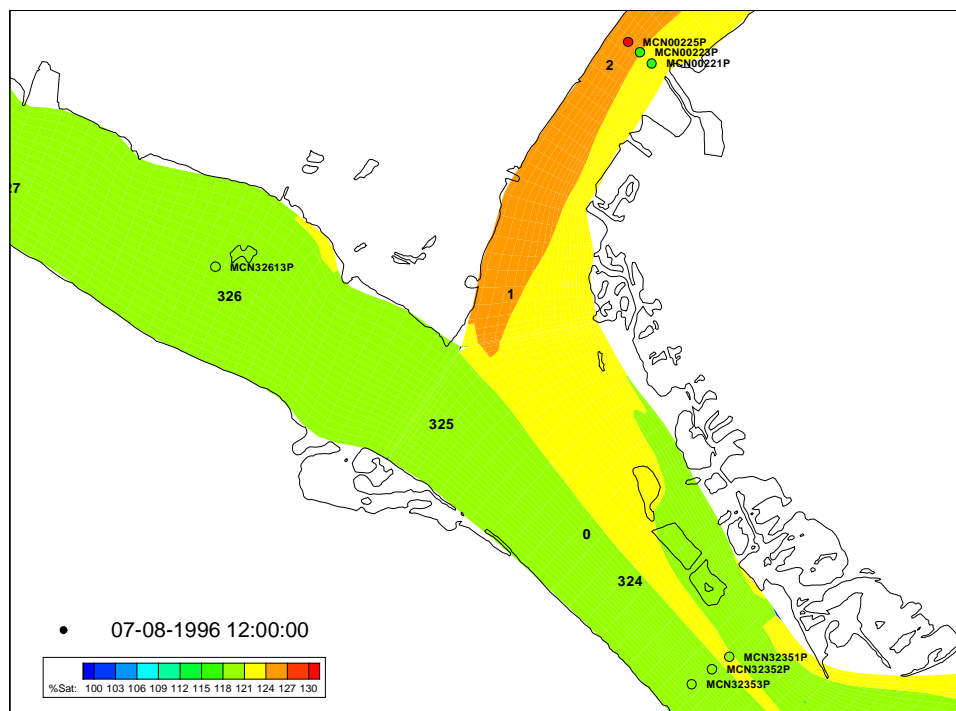 MCN00225P
2
MCN00223P
MCN00221P
27
MCN32613P
326
1
325
0
324
07-08-1996 12:00:00
MCN32351P
MCN32352P
MCN32353P
%Sat: 100 103 106 109 112 115 118 121 124 127 130